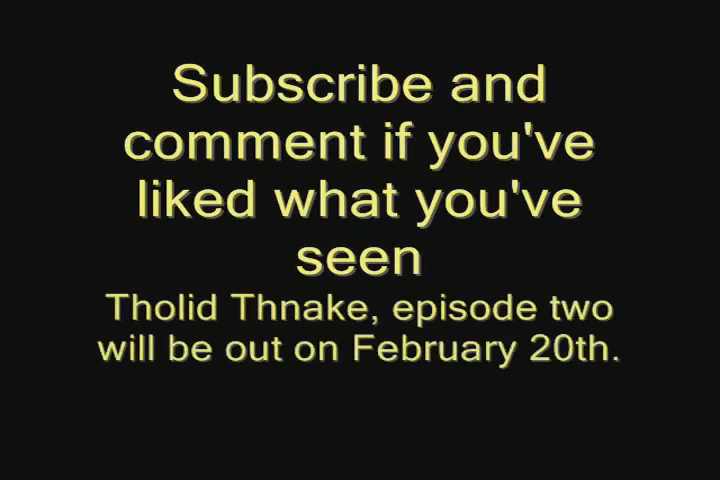 Subscribe and
comment if you've
liked what you've
seen
Tholid Thnake, episode two
will be out on February 20th.